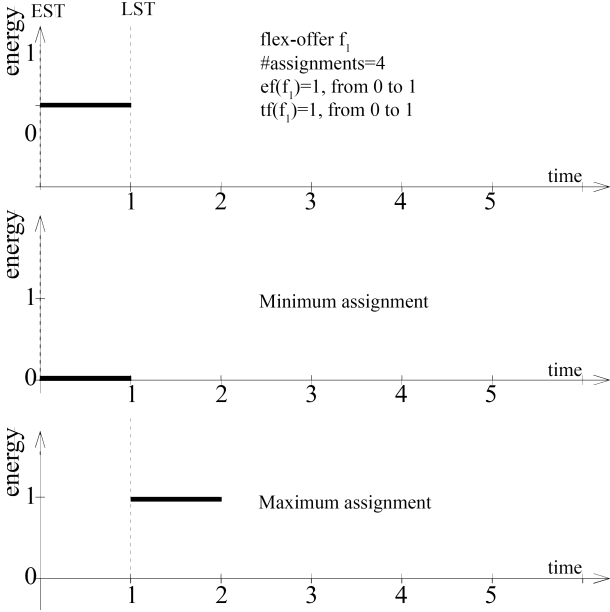 EST LST
energy
1
0
flex-offer f₁
#assignments=4
ef(f₁)=1, from 0 to 1
tf(f₁)=1, from 0 to 1
time
1 2 3 4 5
energy
1
0
Minimum assignment
time
1 2 3 4 5
energy
1
0
Maximum assignment
time
1 2 3 4 5